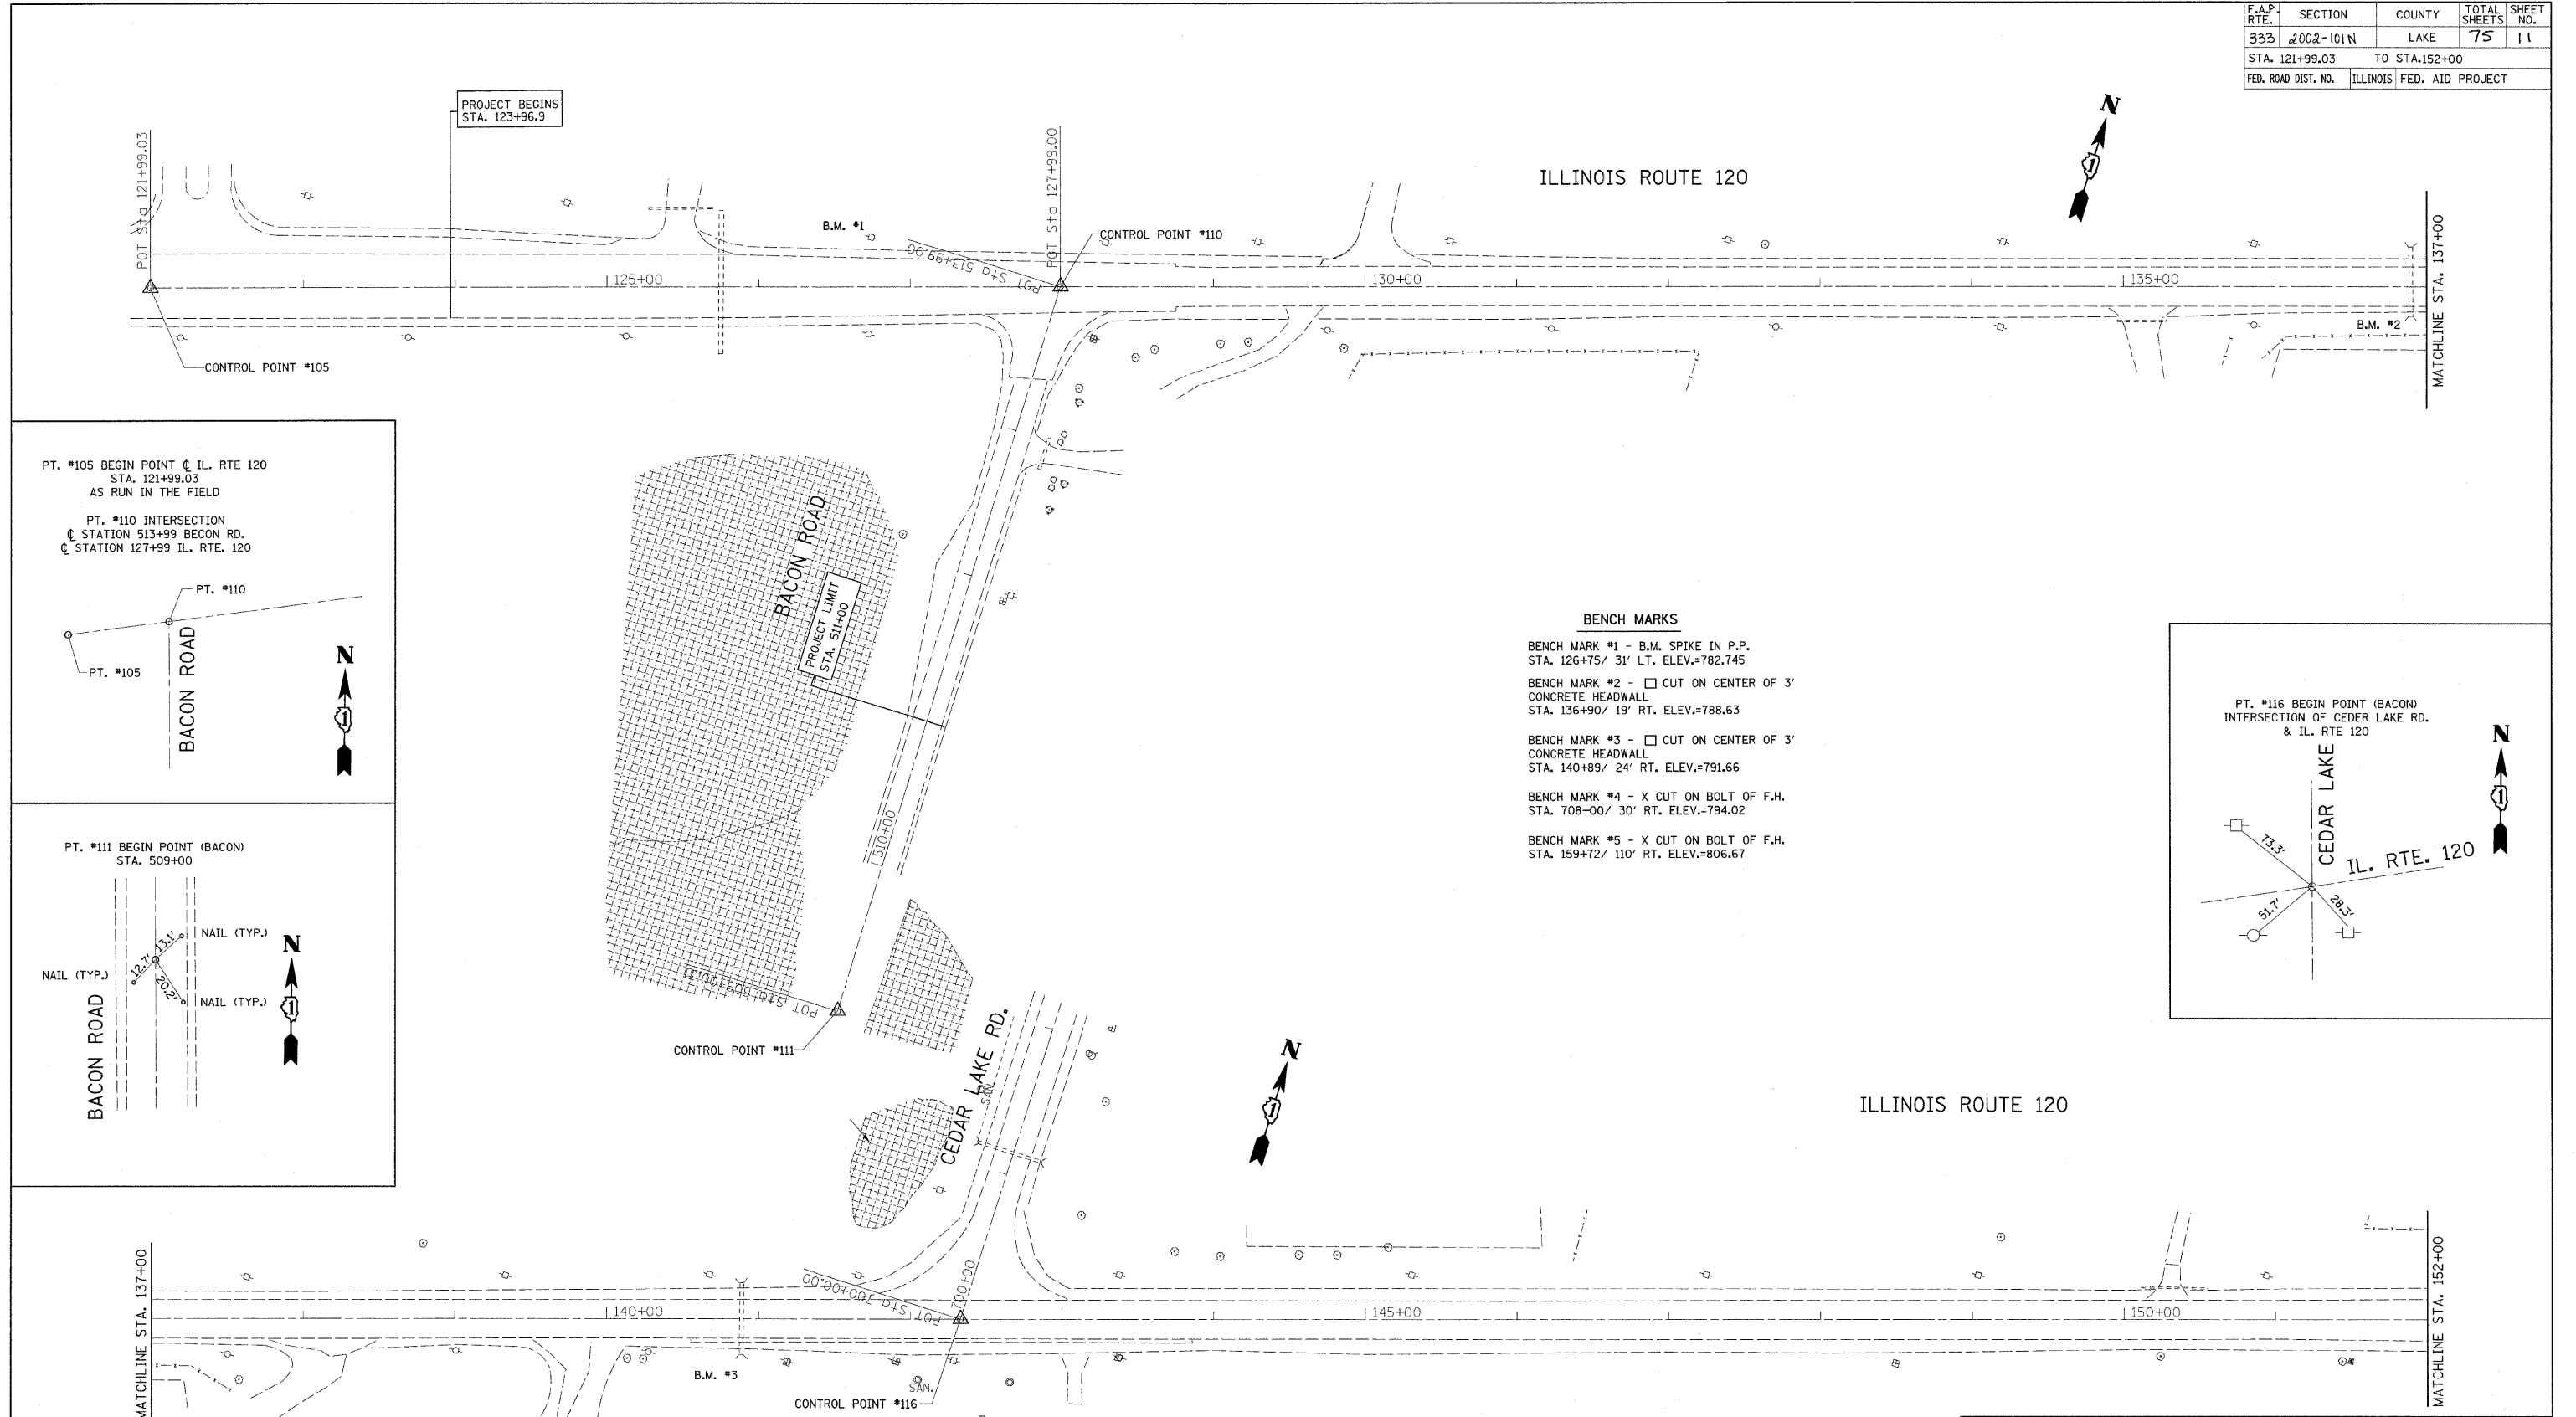 F.A.P. RTE. SECTION COUNTY TOTAL SHEETS SHEET NO.
333 2002-101N LAKE 75 11
STA. 121+99.03 TO STA.152+00
FED. ROAD DIST. NO. ILLINOIS FED. AID PROJECT
PROJECT BEGINS
STA. 123+96.9
POT Sta 121+99.03
POT Sta 127+99.00
N
1
ILLINOIS ROUTE 120
B.M. #1
CONTROL POINT #110
POT Sta 513+99.00
125+00
130+00
135+00
MATCHLINE STA. 137+00
B.M. #2
CONTROL POINT #105
PT. #105 BEGIN POINT ℄ IL. RTE 120
STA. 121+99.03
AS RUN IN THE FIELD
PT. #110 INTERSECTION
℄ STATION 513+99 BECON RD.
℄ STATION 127+99 IL. RTE. 120
PT. #110
PT. #105
BACON ROAD
N
1
BACON ROAD
PROJECT LIMIT
STA. 511+00
BENCH MARKS
BENCH MARK #1 - B.M. SPIKE IN P.P.
STA. 126+75/ 31' LT. ELEV.=782.745
BENCH MARK #2 - □ CUT ON CENTER OF 3'
CONCRETE HEADWALL
STA. 136+90/ 19' RT. ELEV.=788.63
BENCH MARK #3 - □ CUT ON CENTER OF 3'
CONCRETE HEADWALL
STA. 140+89/ 24' RT. ELEV.=791.66
BENCH MARK #4 - X CUT ON BOLT OF F.H.
STA. 708+00/ 30' RT. ELEV.=794.02
BENCH MARK #5 - X CUT ON BOLT OF F.H.
STA. 159+72/ 110' RT. ELEV.=806.67
PT. #116 BEGIN POINT (BACON)
INTERSECTION OF CEDER LAKE RD.
& IL. RTE 120
N
1
CEDAR LAKE
IL. RTE. 120
73.3'
51.7'
28.3'
PT. #111 BEGIN POINT (BACON)
STA. 509+00
NAIL (TYP.)
13.1'
12.7'
20.2'
NAIL (TYP.)
NAIL (TYP.)
BACON ROAD
N
1
510+00
POT Sta 509+00.11
CONTROL POINT #111
CEDAR LAKE RD.
SAN.
N
1
ILLINOIS ROUTE 120
MATCHLINE STA. 137+00
140+00
POT Sta 700+00.00
700+00
145+00
150+00
MATCHLINE STA. 152+00
B.M. #3
SAN.
CONTROL POINT #116